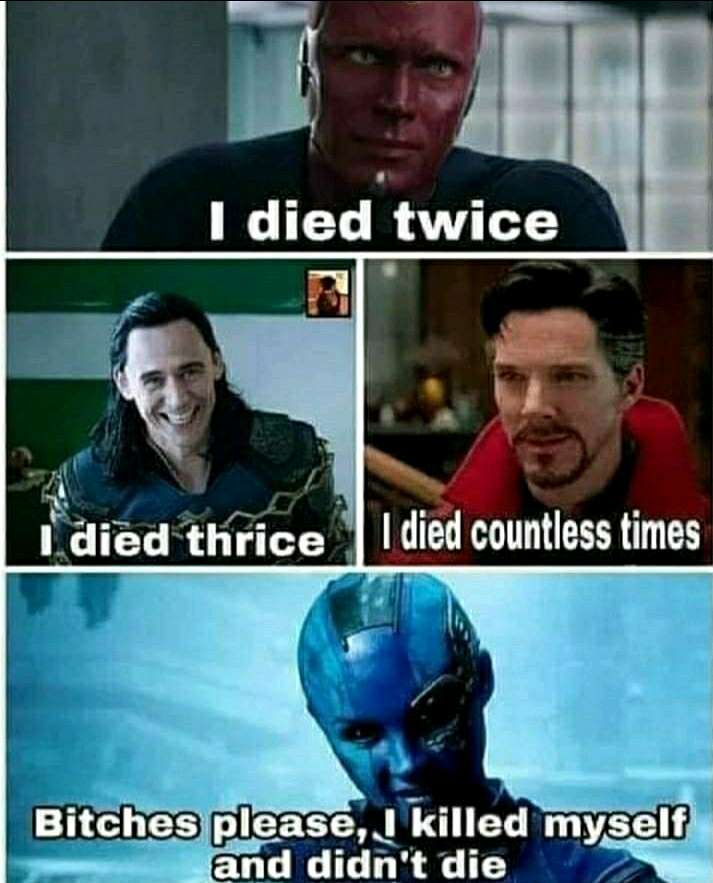 I died twice
I died thrice
I died countless times
Bitches please, I killed myself
and didn't die